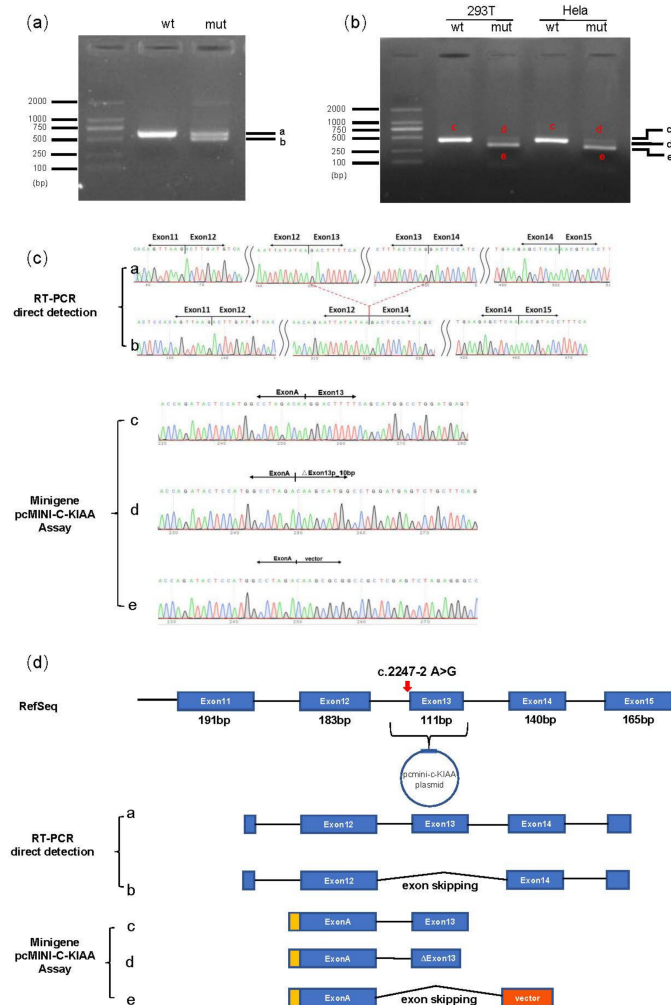 (a)
wt mut
2000
1000
750
500
250
100
(bp)
a
b
(b)
293T Hela
wt mut wt mut
2000
1000
750
500
250
100
(bp)
c d c d
e e
c
d
e
(c)
RT-PCR
direct detection
a
Exon11 Exon12
Exon12 Exon13
Exon13 Exon14
Exon14 Exon15
b
Exon11 Exon12
Exon12 Exon14
Exon14 Exon15
Minigene
pcMINI-C-KIAA
Assay
c
ExonA Exon13
ACCAGATACTCCATGGCCTAGACAAGGACTTTTCAGCATGGCCTGGATGAGT
d
ExonA △Exon13p_10bp
ACCAGATACTCCATGGCCTAGACAAGCATGGCCTGGATGAGTCTGCTTCAG
e
ExonA vector
ACCAGATACTCCATGGCCTAGACAAGCGCGGCCGCTCGAGTCTAGAGGGCC
(d)
c.2247-2 A>G
RefSeq
Exon11 Exon12 Exon13 Exon14 Exon15
191bp 183bp 111bp 140bp 165bp
pcmini-c-KIAA
plasmid
RT-PCR
direct detection
a
Exon12 Exon13 Exon14
b
Exon12 exon skipping Exon14
Minigene
pcMINI-C-KIAA
Assay
c
ExonA Exon13
d
ExonA ΔExon13
e
ExonA exon skipping vector